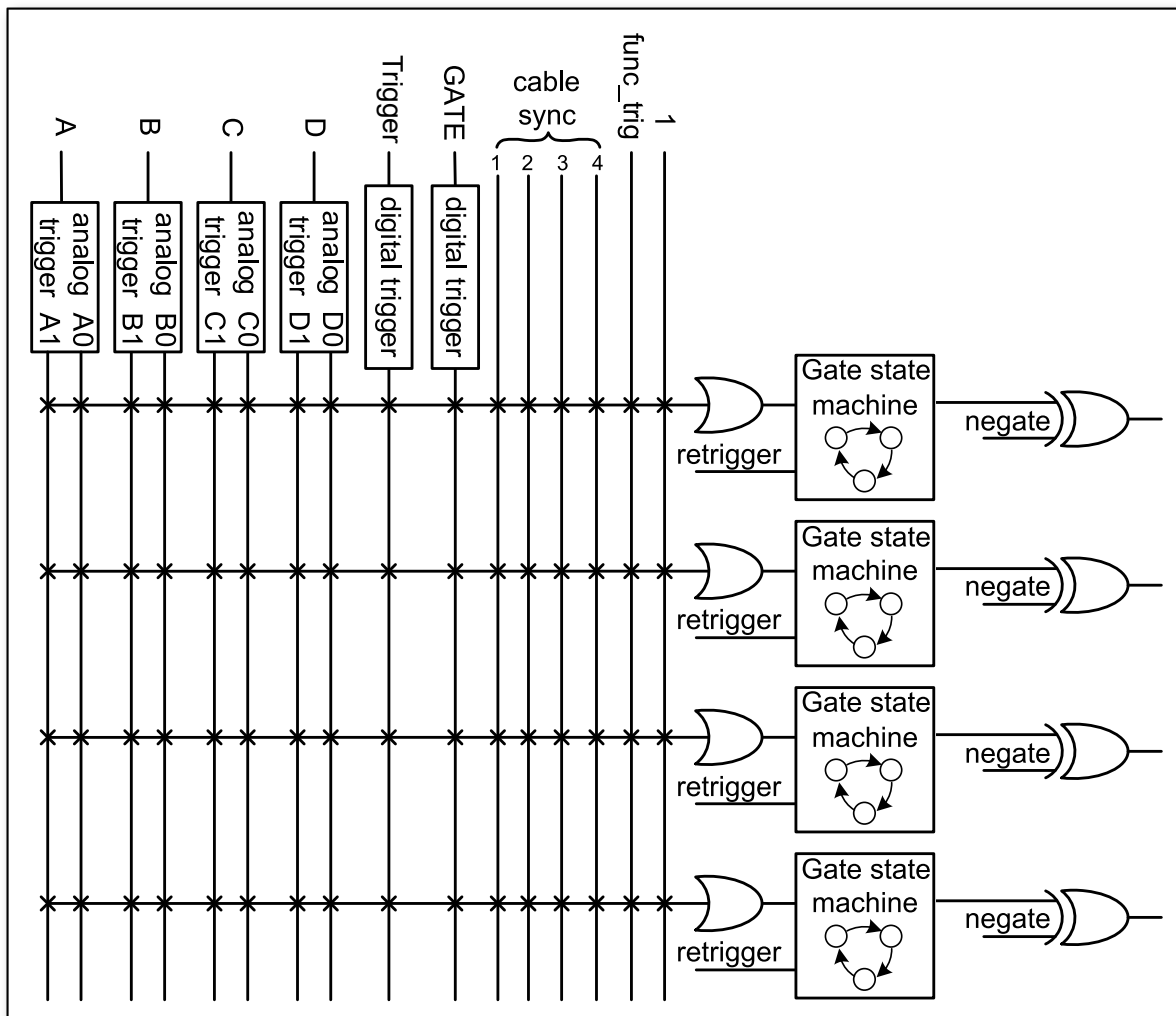 A
B
C
D
Trigger
GATE
cable
sync
1
2
3
4
func_trig
1
analog A0
trigger A1
analog B0
trigger B1
analog C0
trigger C1
analog D0
trigger D1
digital trigger
digital trigger
Gate state
machine
retrigger
negate
Gate state
machine
retrigger
negate
Gate state
machine
retrigger
negate
Gate state
machine
retrigger
negate